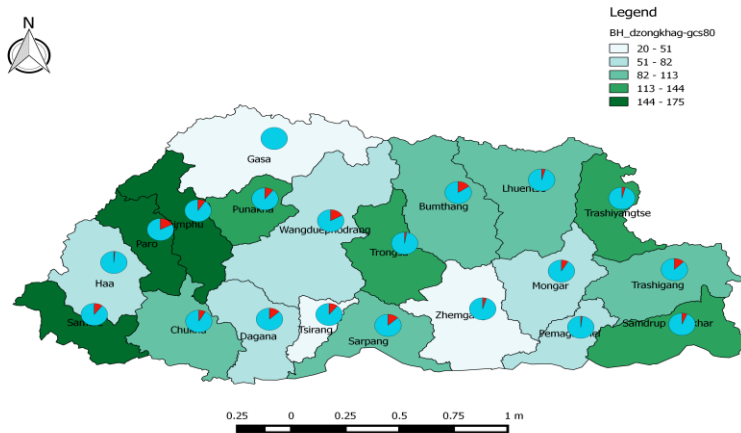 N
Legend
BH_dzongkhag-gcs80
20 - 51
51 - 82
82 - 113
113 - 144
144 - 175
Gasa
Punakha
Wangduephodrang
Bumthang
Lhuentse
Trashiyangtse
Paro
Trongsa
Haa
Mongar
Trashigang
Zhemgang
Dagana
Tsirang
Sarpang
0.25 0 0.25 0.5 0.75 1 m